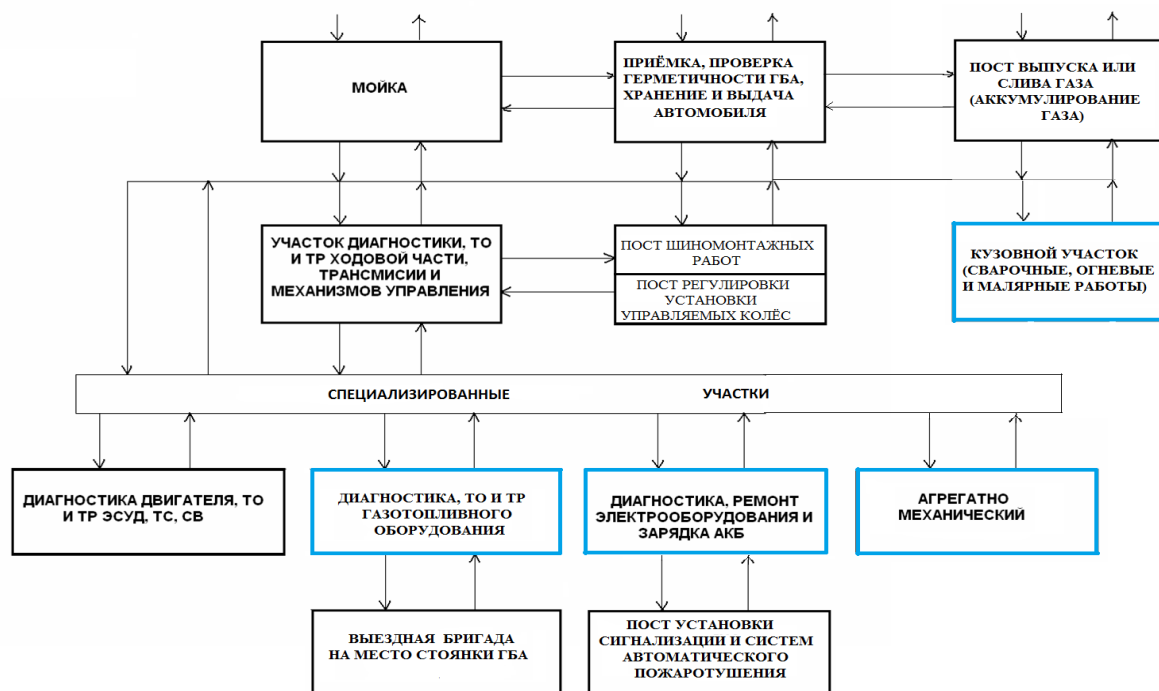 МОЙКА
ПРИЁМКА, ПРОВЕРКА
ГЕРМЕТИЧНОСТИ ГБА,
ХРАНЕНИЕ И ВЫДАЧА
АВТОМОБИЛЯ
ПОСТ ВЫПУСКА ИЛИ
СЛИВА ГАЗА
(АККУМУЛИРОВАНИЕ
ГАЗА)
УЧАСТОК ДИАГНОСТИКИ, ТО
И ТР ХОДОВОЙ ЧАСТИ,
ТРАНСМИСИИ И
МЕХАНИЗМОВ УПРАВЛЕНИЯ
ПОСТ ШИНОМОНТАЖНЫХ
РАБОТ
ПОСТ РЕГУЛИРОВКИ
УСТАНОВКИ
УПРАВЛЯЕМЫХ КОЛЁС
КУЗОВНОЙ УЧАСТОК
(СВАРОЧНЫЕ, ОГНЕВЫЕ
И МАЛЯРНЫЕ РАБОТЫ)
СПЕЦИАЛИЗИРОВАННЫЕ УЧАСТКИ
ДИАГНОСТИКА ДВИГАТЕЛЯ, ТО
И ТР ЭСУД, ТС, СВ
ДИАГНОСТИКА, ТО И ТР
ГАЗОТОПЛИВНОГО
ОБОРУДОВАНИЯ
ДИАГНОСТИКА, РЕМОНТ
ЭЛЕКТРООБОРУДОВАНИЯ И
ЗАРЯДКА АКБ
АГРЕГАТНО
МЕХАНИЧЕСКИЙ
ВЫЕЗДНАЯ БРИГАДА
НА МЕСТО СТОЯНКИ ГБА
ПОСТ УСТАНОВКИ
СИГНАЛИЗАЦИИ И СИСТЕМ
АВТОМАТИЧЕСКОГО
ПОЖАРОТУШЕНИЯ